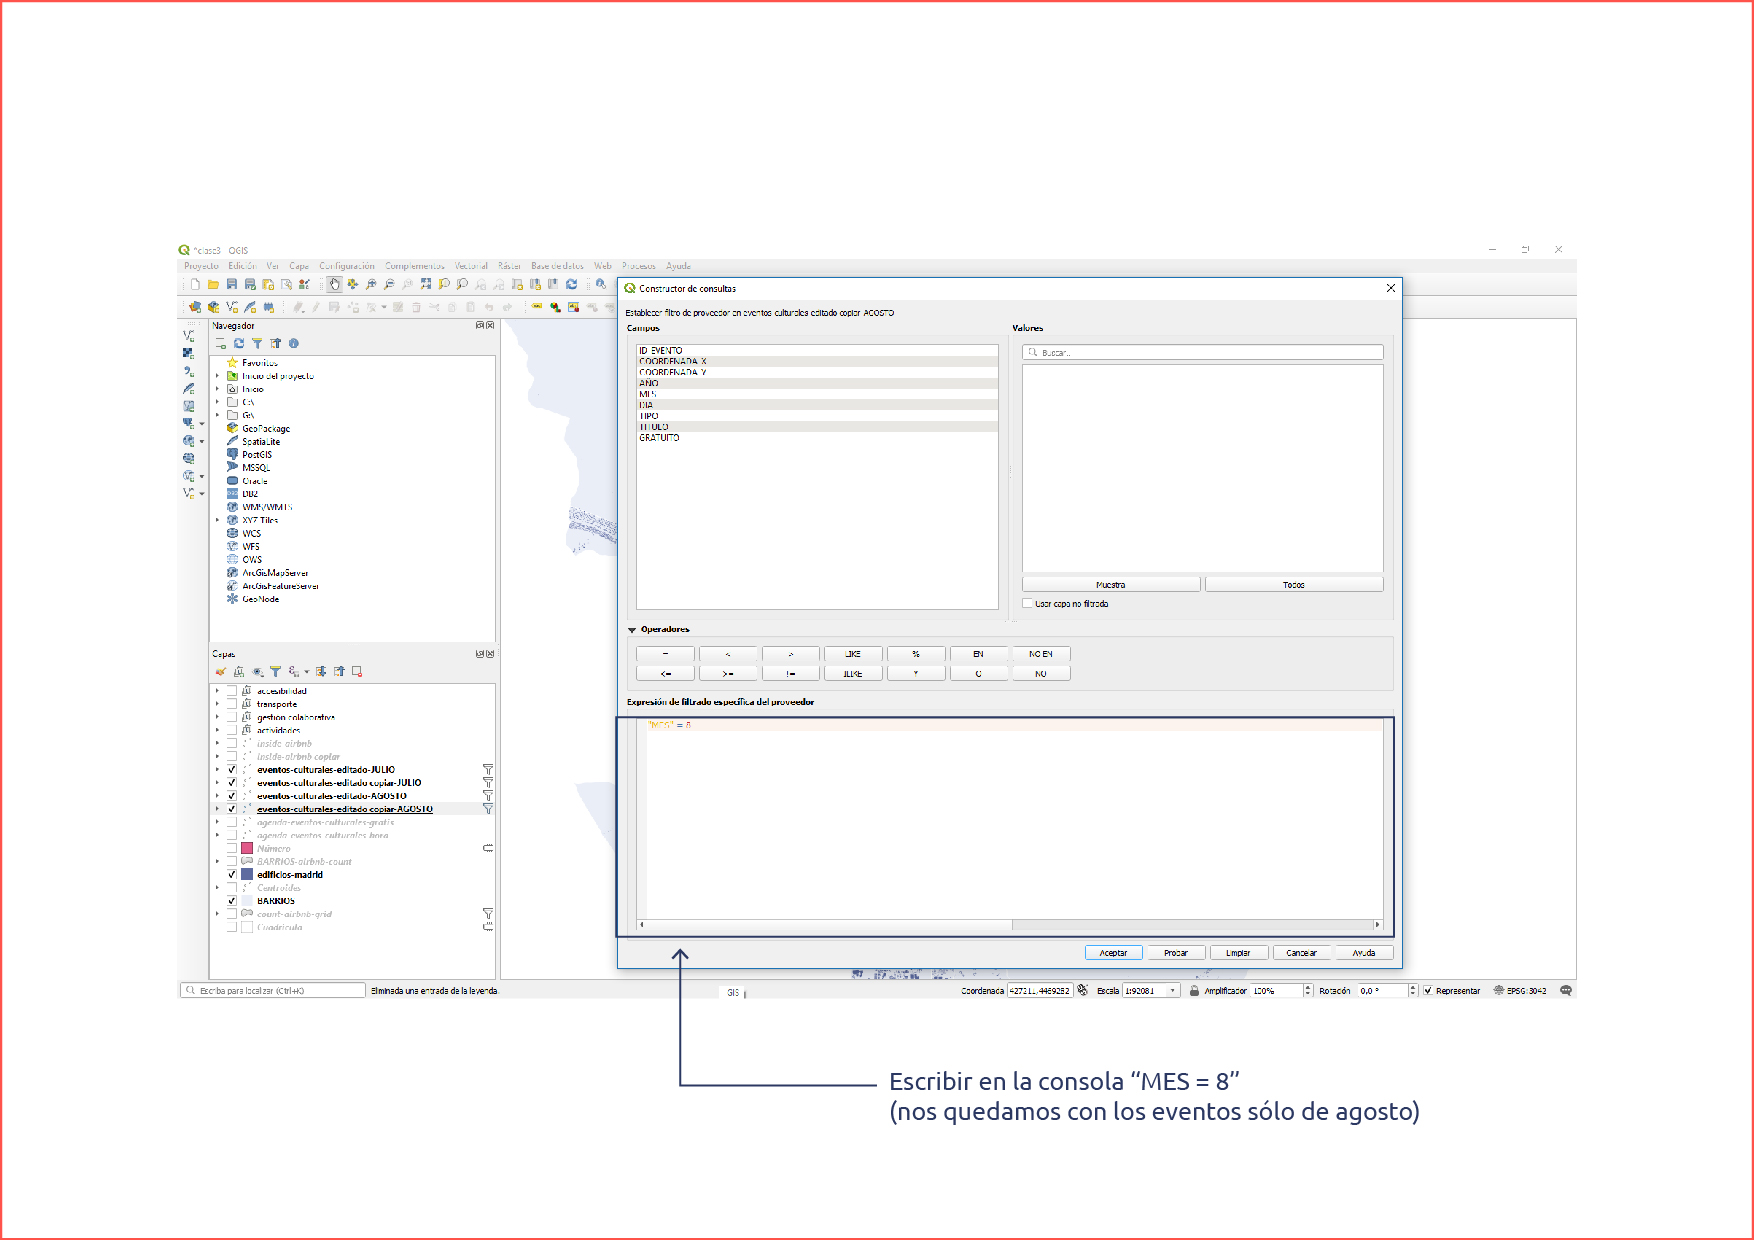 *clase3 - QGIS
Proyecto Edición Ver Capa Configuración Complementos Vectorial Ráster Base de datos Web Procesos Ayuda
Navegador
Favoritos
Inicio del proyecto
Inicio
C:\
G:\
GeoPackage
SpatiaLite
PostGIS
MSSQL
Oracle
DB2
WMS/WMTS
XYZ Tiles
WCS
WFS
OWS
ArcGisMapServer
ArcGisFeatureServer
GeoNode
Capas
accesibilidad
transporte
gestion colaborativa
actividades
inside-airbnb
inside-airbnb copiar
eventos-culturales-editado-JULIO
eventos-culturales-editado copiar-JULIO
eventos-culturales-editado-AGOSTO
eventos-culturales-editado copiar-AGOSTO
agenda-eventos-culturales-gratis
agenda-eventos-culturales-hora
Número
BARRIOS-airbnb-count
edificios-madrid
Centroides
BARRIOS
count-airbnb-grid
Cuadrícula
Constructor de consultas
Establecer filtro de proveedor en eventos-culturales-editado copiar-AGOSTO
Campos
ID_EVENTO
COORDENADA_X
COORDENADA_Y
AÑO
MES
DIA
TIPO
TITULO
GRATUITO
Valores
Buscar...
Muestra Todos
Usar capa no filtrada
Operadores
= < > LIKE % EN NO EN
<= >= != ILIKE Y O NO
Expresión de filtrado específica del proveedor
"MES" = 8
Aceptar Probar Limpiar Cancelar Ayuda
Escriba para localizar (Ctrl+K) Eliminada una entrada de la leyenda. GIS Coordenada 427211,4469282 Escala 1:92081 Amplificador 100% Rotación 0,0 ° Representar EPSG:3042
Escribir en la consola “MES = 8”
(nos quedamos con los eventos sólo de agosto)